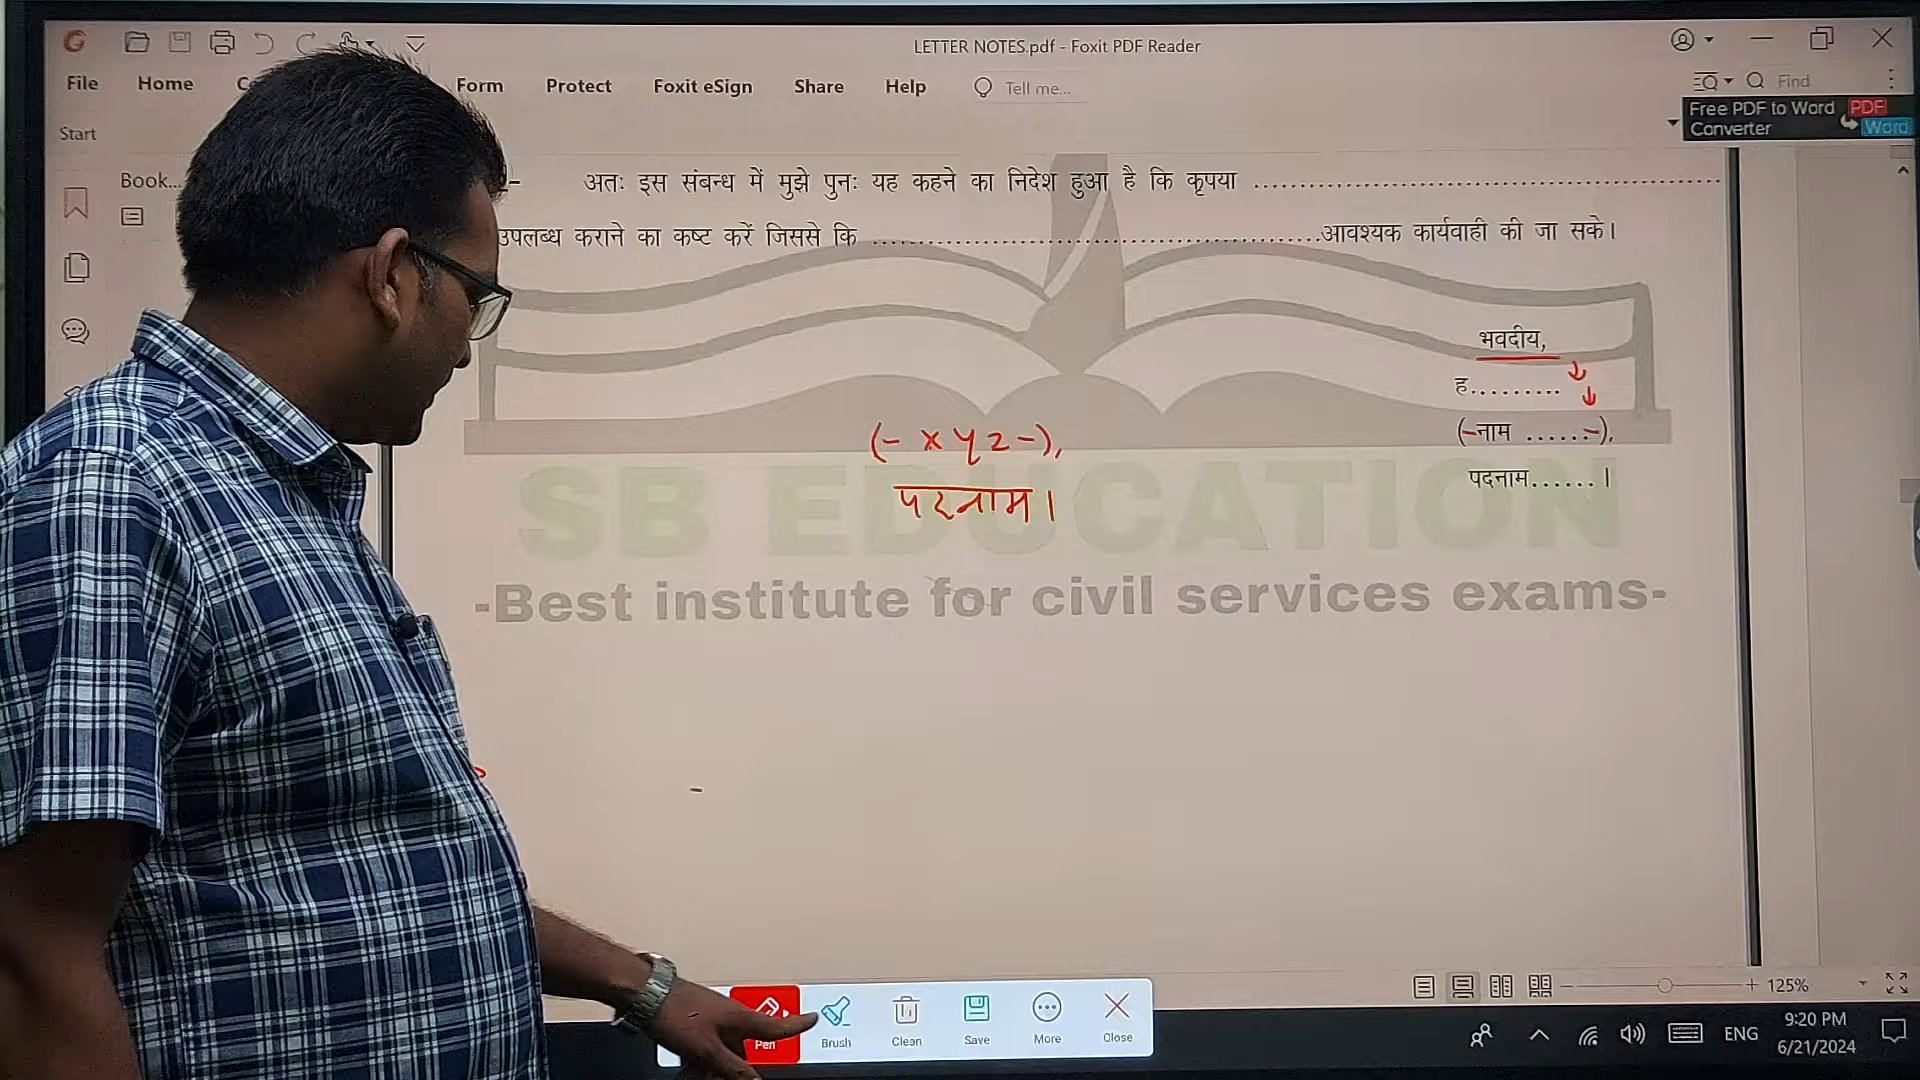 LETTER NOTES.pdf - Foxit PDF Reader
File Home Form Protect Foxit eSign Share Help Tell me... Find
Free PDF to Word Converter PDF Word
Start
Book...
अतः इस संबन्ध में मुझे पुनः यह कहने का निदेश हुआ है कि कृपया ........................................
उपलब्ध कराने का कष्ट करें जिससे कि ........................................आवश्यक कार्यवाही की जा सके।
भवदीय,
ह.........
(-नाम ......-),
पदनाम......।
(- x y z -),
पदनाम।
SB EDUCATION
-Best institute for civil services exams-
Pen Brush Clean Save More Close
125%
ENG
9:20 PM
6/21/2024